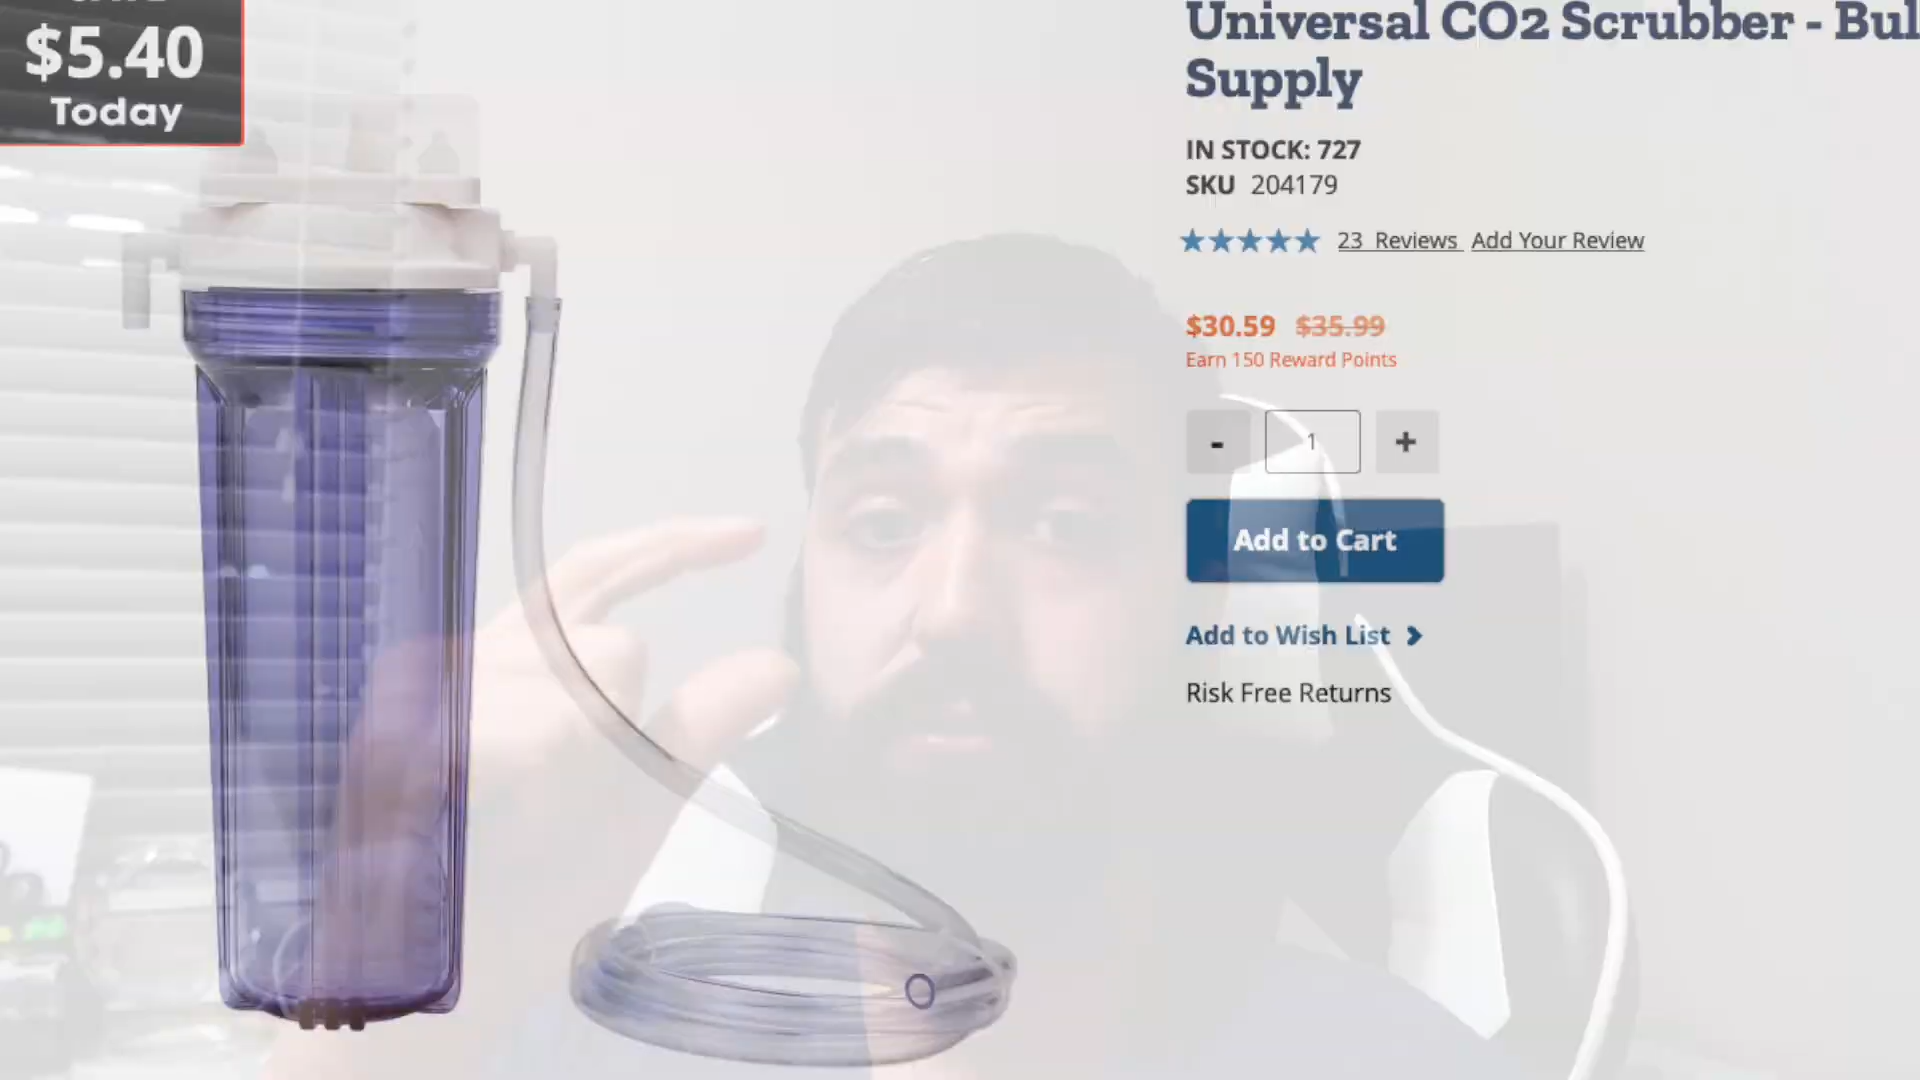 $5.40
Today
Universal CO2 Scrubber - Bul
Supply
IN STOCK: 727
SKU 204179
23 Reviews Add Your Review
$30.59 $35.99
Earn 150 Reward Points
- 1 +
Add to Cart
Add to Wish List
Risk Free Returns